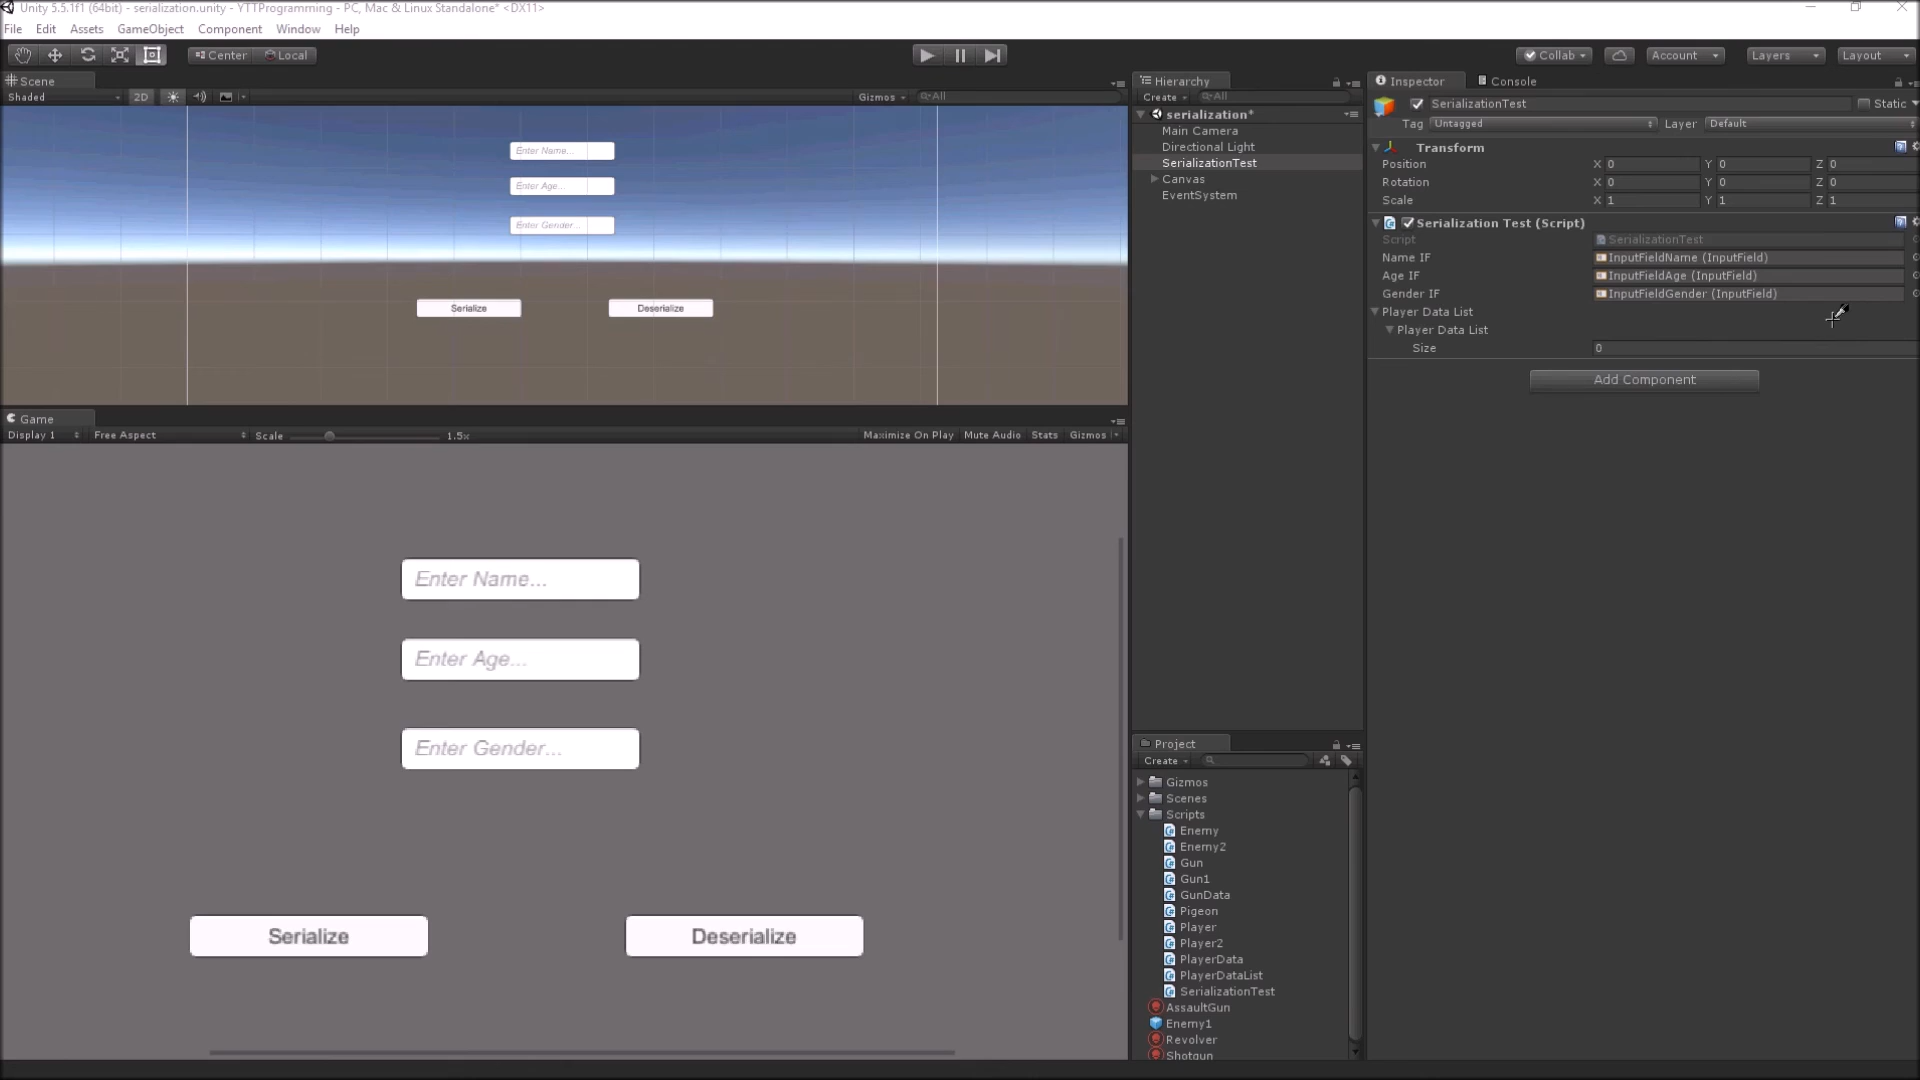 Unity 5.5.1f1 (64bit) - serialization.unity - YTTProgramming - PC, Mac & Linux Standalone* <DX11>
File Edit Assets GameObject Component Window Help
Center Local
Collab Account Layers Layout
Scene
Shaded 2D Gizmos All
Enter Name...
Enter Age...
Enter Gender...
Serialize Deserialize
Game
Display 1 Free Aspect Scale 1.5x Maximize On Play Mute Audio Stats Gizmos
Enter Name...
Enter Age...
Enter Gender...
Serialize Deserialize
Hierarchy
Create All
serialization*
Main Camera
Directional Light
SerializationTest
Canvas
EventSystem
Project
Create
Gizmos
Scenes
Scripts
Enemy
Enemy2
Gun
Gun1
GunData
Pigeon
Player
Player2
PlayerData
PlayerDataList
SerializationTest
AssaultGun
Enemy1
Revolver
Shotgun
Inspector Console
SerializationTest Static
Tag Untagged Layer Default
Transform
Position X 0 Y 0 Z 0
Rotation X 0 Y 0 Z 0
Scale X 1 Y 1 Z 1
Serialization Test (Script)
Script SerializationTest
Name IF InputFieldName (InputField)
Age IF InputFieldAge (InputField)
Gender IF InputFieldGender (InputField)
Player Data List
Player Data List
Size 0
Add Component